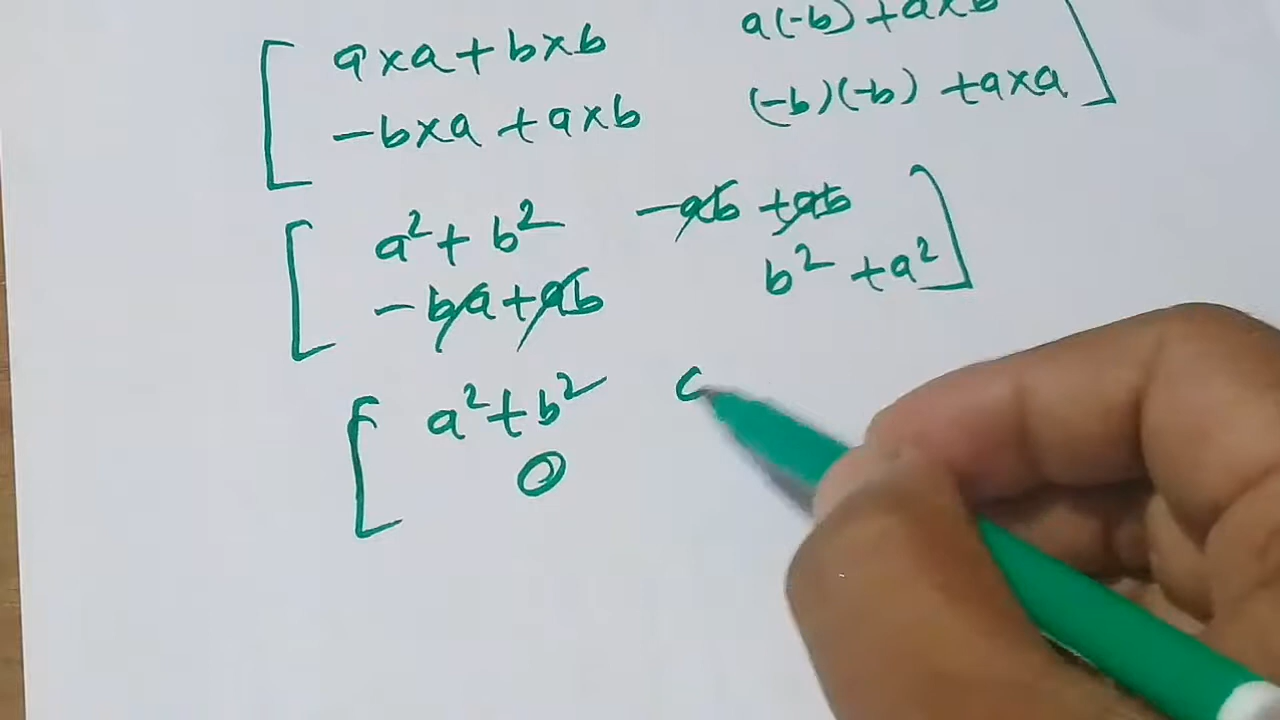 a×a+b×b a(-b)+a×b
-b×a+a×b (-b)(-b)+a×a
a²+b² -ab+ab
-ba+ab b²+a²
a²+b²
0